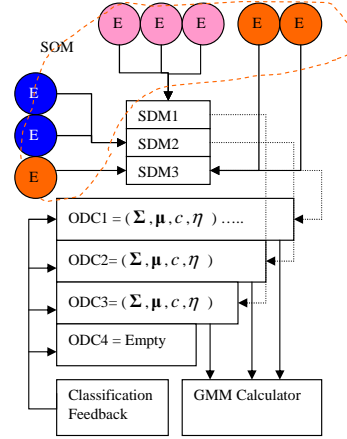 E E E E E
SOM
E
E
E
SDM1
SDM2
SDM3
ODC1 = (Σ, μ, c, η) .....
ODC2= (Σ, μ, c, η)
ODC3= (Σ, μ, c, η)
ODC4 = Empty
Classification
Feedback
GMM Calculator